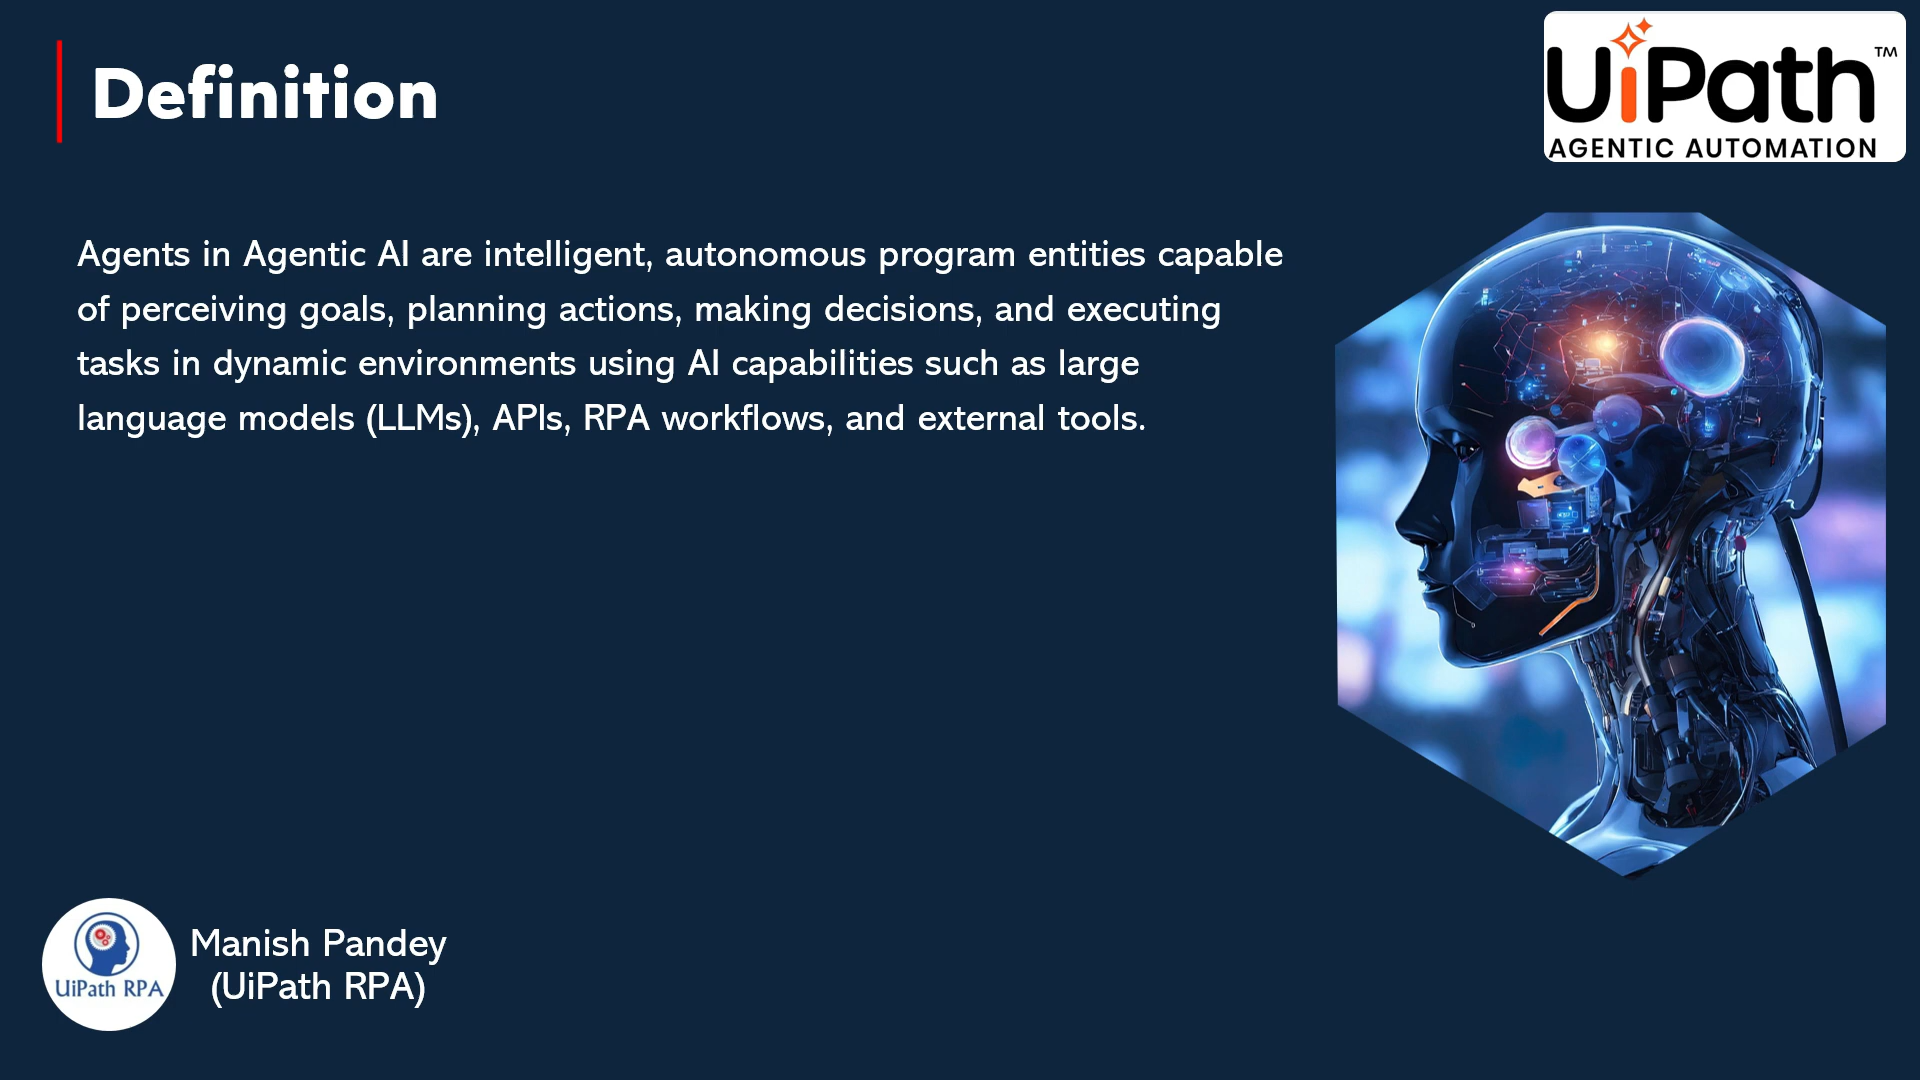 Definition
UiPath™
AGENTIC AUTOMATION
Agents in Agentic AI are intelligent, autonomous program entities capable
of perceiving goals, planning actions, making decisions, and executing
tasks in dynamic environments using AI capabilities such as large
language models (LLMs), APIs, RPA workflows, and external tools.
UiPath RPA
Manish Pandey
(UiPath RPA)